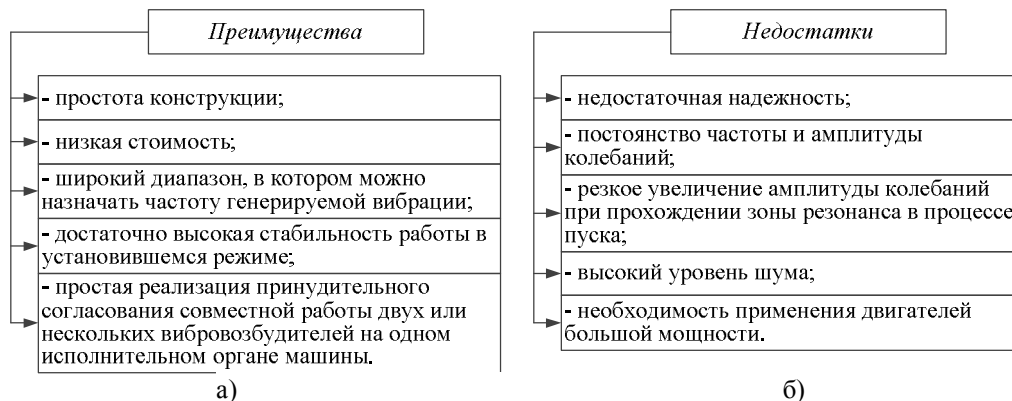 Преимущества
- простота конструкции;
- низкая стоимость;
- широкий диапазон, в котором можно
назначать частоту генерируемой вибрации;
- достаточно высокая стабильность работы в
установившемся режиме;
- простая реализация принудительного
согласования совместной работы двух или
нескольких вибровозбудителей на одном
исполнительном органе машины.
а)
Недостатки
- недостаточная надежность;
- постоянство частоты и амплитуды
колебаний;
- резкое увеличение амплитуды колебаний
при прохождении зоны резонанса в процессе
пуска;
- высокий уровень шума;
- необходимость применения двигателей
большой мощности.
б)